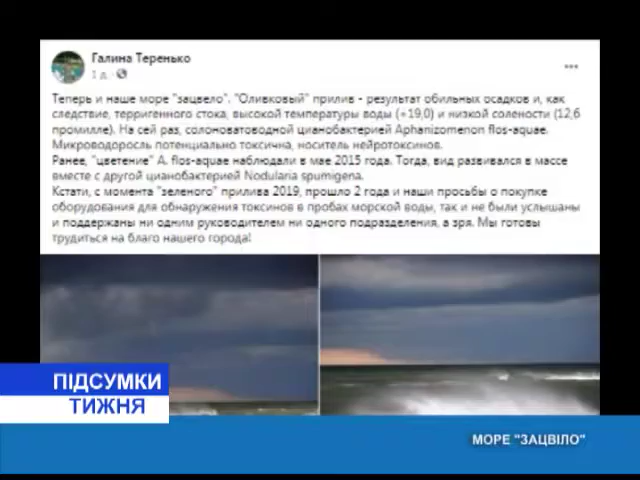 Галина Теренько
1 д.
Теперь и наше море "зацвело". "Оливковый" прилив - результат обильных осадков и, как
следствие, терригенного стока, высокой температуры воды (+19,0) и низкой солености (12,6
промилле). На сей раз, солоноватоводной цианобактерией Aphanizomenon flos-aquae.
Микроводоросль потенциально токсична, носитель нейротоксинов.
Ранее, "цветение" A. flos-aquae наблюдали в мае 2015 года. Тогда, вид развивался в массе
вместе с другой цианобактерией Nodularia spumigena.
Кстати, с момента "зеленого" прилива 2019, прошло 2 года и наши просьбы о покупке
оборудования для обнаружения токсинов в пробах морской воды, так и не были услышаны
и поддержаны ни одним руководителем ни одного подразделения, а зря. Мы готовы
трудиться на благо нашего города!
ПІДСУМКИ
ТИЖНЯ
МОРЕ "ЗАЦВІЛО"